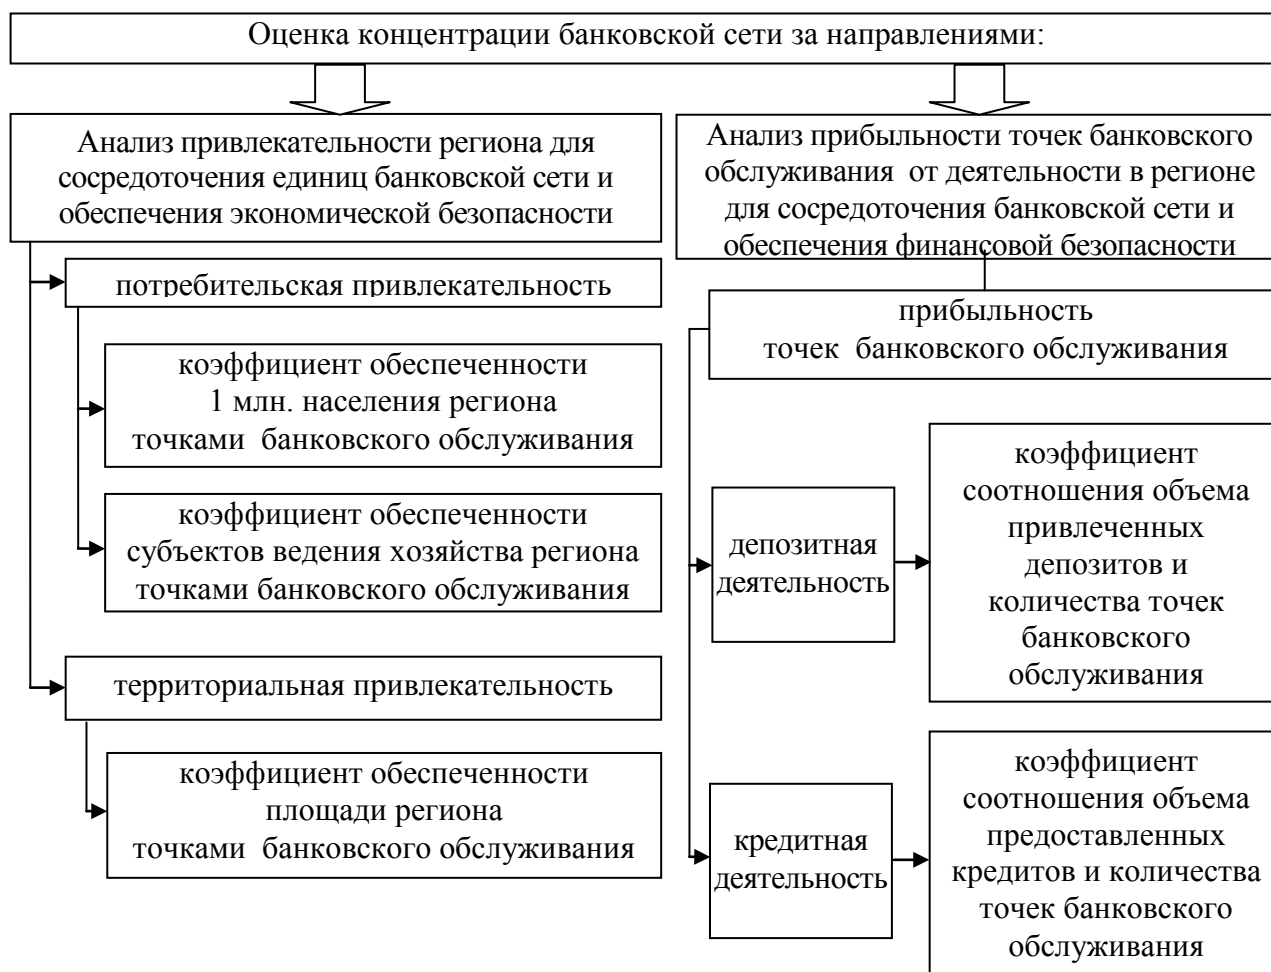 Оценка концентрации банковской сети за направлениями:
Анализ привлекательности региона для
сосредоточения единиц банковской сети и
обеспечения экономической безопасности
потребительская привлекательность
коэффициент обеспеченности
1 млн. населения региона
точками банковского обслуживания
коэффициент обеспеченности
субъектов ведения хозяйства региона
точками банковского обслуживания
территориальная привлекательность
коэффициент обеспеченности
площади региона
точками банковского обслуживания
Анализ прибыльности точек банковского
обслуживания от деятельности в регионе
для сосредоточения банковской сети и
обеспечения финансовой безопасности
прибыльность
точек банковского обслуживания
депозитная
деятельность
коэффициент
соотношения объема
привлеченных
депозитов и
количества точек
банковского
обслуживания
кредитная
деятельность
коэффициент
соотношения объема
предоставленных
кредитов и количества
точек банковского
обслуживания